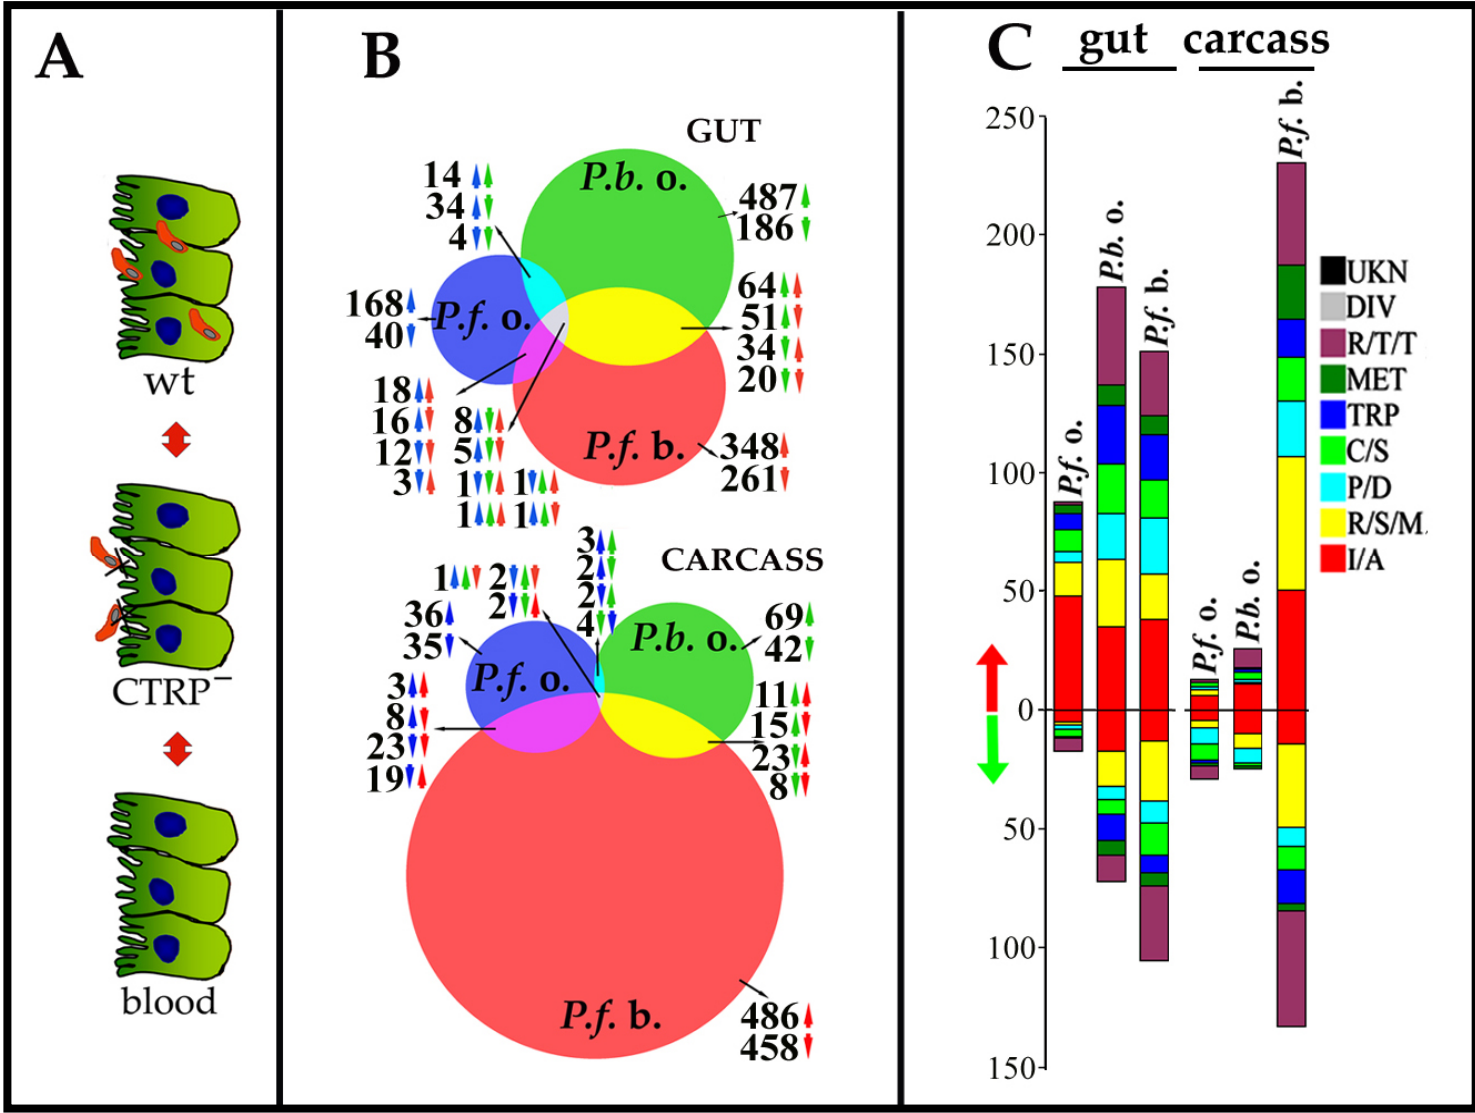 A
wt
CTRP−
blood
B
GUT
P.b. o.
P.f. o.
P.f. b.
14
34
4
487
186
168
40
64
51
34
20
18
16
12
3
8
5
1
1
1
1
348
261
CARCASS
3
2
2
4
1
2
2
36
35
69
42
P.b. o.
P.f. o.
3
8
23
19
11
15
23
8
P.f. b.
486
458
C
gut carcass
250
200
150
100
50
0
50
100
150
P.f. o.
P.b. o.
P.f. b.
P.f. o.
P.b. o.
P.f. b.
UKN
DIV
R/T/T
MET
TRP
C/S
P/D
R/S/M.
I/A